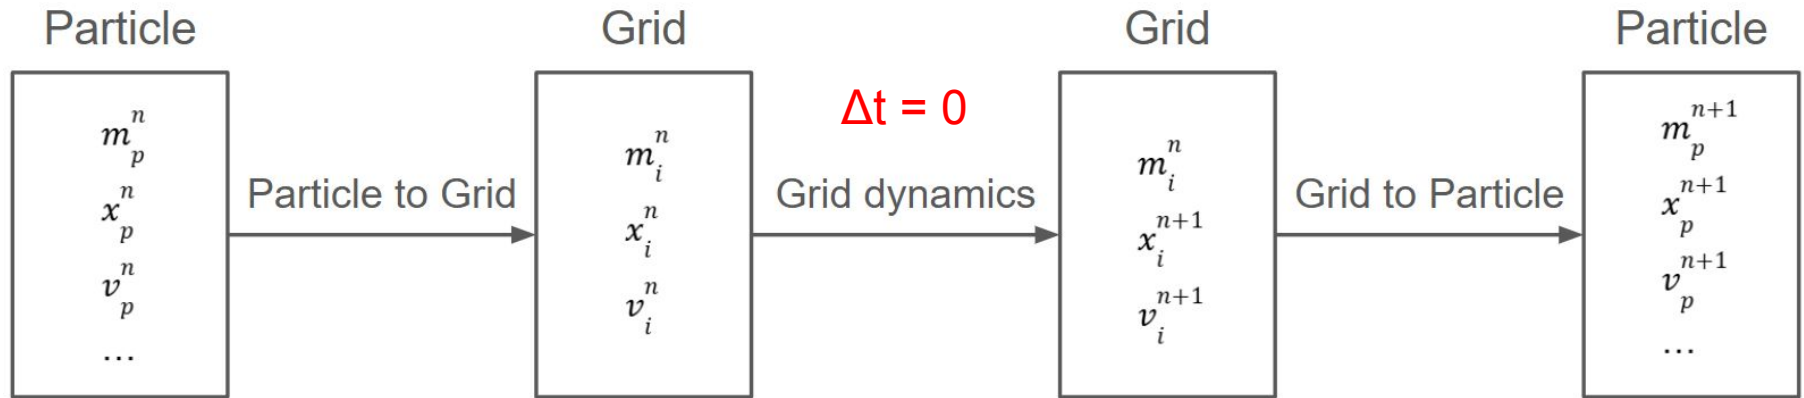 Particle
Grid
Grid
Particle
m_p^n
x_p^n
v_p^n
...
Particle to Grid
m_i^n
x_i^n
v_i^n
Δt = 0
Grid dynamics
m_i^n
x_i^{n+1}
v_i^{n+1}
Grid to Particle
m_p^{n+1}
x_p^{n+1}
v_p^{n+1}
...